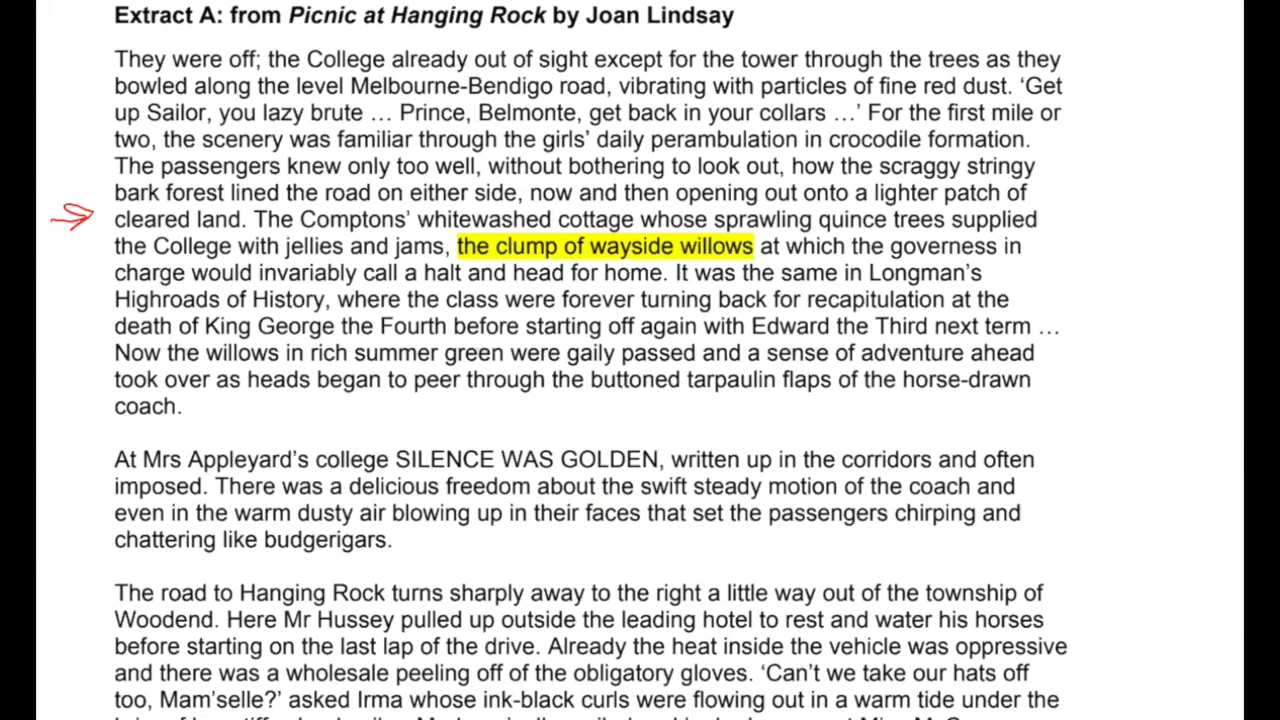 Extract A: from Picnic at Hanging Rock by Joan Lindsay
They were off; the College already out of sight except for the tower through the trees as they
bowled along the level Melbourne-Bendigo road, vibrating with particles of fine red dust. ‘Get
up Sailor, you lazy brute … Prince, Belmonte, get back in your collars …’ For the first mile or
two, the scenery was familiar through the girls’ daily perambulation in crocodile formation.
The passengers knew only too well, without bothering to look out, how the scraggy stringy
bark forest lined the road on either side, now and then opening out onto a lighter patch of
cleared land. The Comptons’ whitewashed cottage whose sprawling quince trees supplied
the College with jellies and jams, the clump of wayside willows at which the governess in
charge would invariably call a halt and head for home. It was the same in Longman’s
Highroads of History, where the class were forever turning back for recapitulation at the
death of King George the Fourth before starting off again with Edward the Third next term …
Now the willows in rich summer green were gaily passed and a sense of adventure ahead
took over as heads began to peer through the buttoned tarpaulin flaps of the horse-drawn
coach.
At Mrs Appleyard’s college SILENCE WAS GOLDEN, written up in the corridors and often
imposed. There was a delicious freedom about the swift steady motion of the coach and
even in the warm dusty air blowing up in their faces that set the passengers chirping and
chattering like budgerigars.
The road to Hanging Rock turns sharply away to the right a little way out of the township of
Woodend. Here Mr Hussey pulled up outside the leading hotel to rest and water his horses
before starting on the last lap of the drive. Already the heat inside the vehicle was oppressive
and there was a wholesale peeling off of the obligatory gloves. ‘Can’t we take our hats off
too, Mam’selle?’ asked Irma whose ink-black curls were flowing out in a warm tide under the